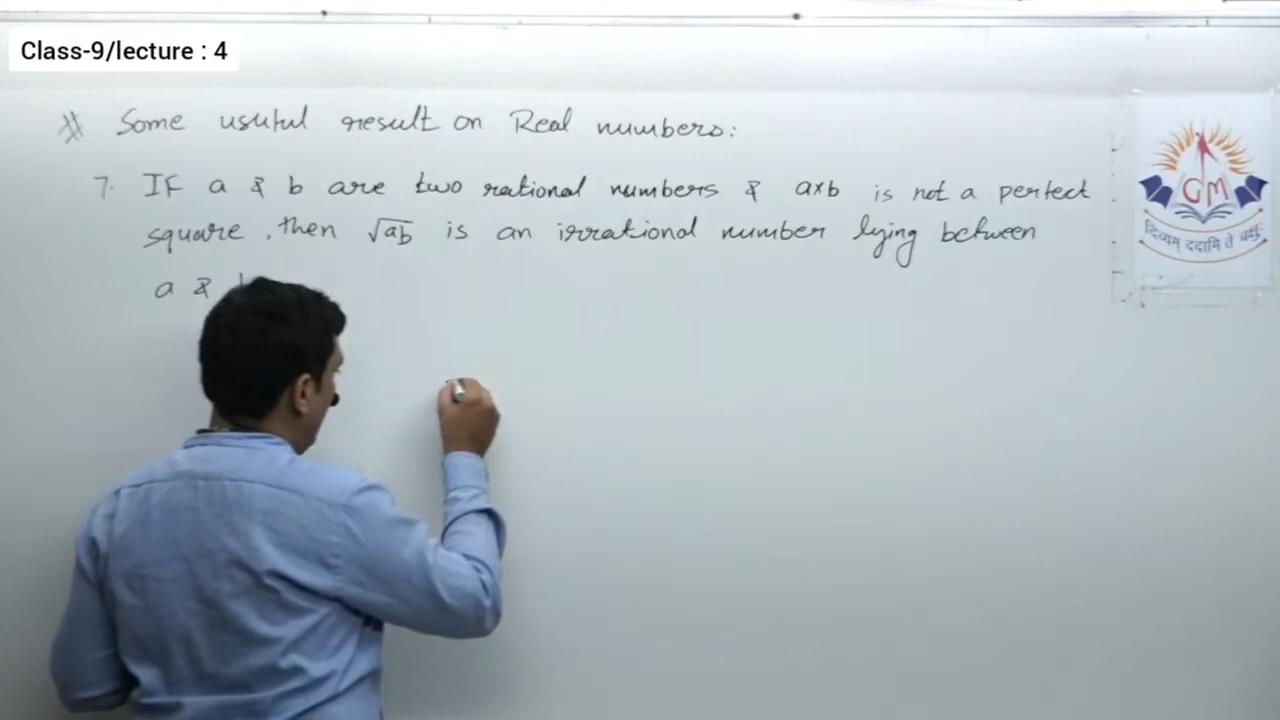 Class-9/lecture : 4
# Some useful result on Real numbers:
7. IF a & b are two rational numbers & a×b is not a perfect
square, then √ab is an irrational number lying between
a &
GM
दिव्यम् ददामि ते चक्षुः